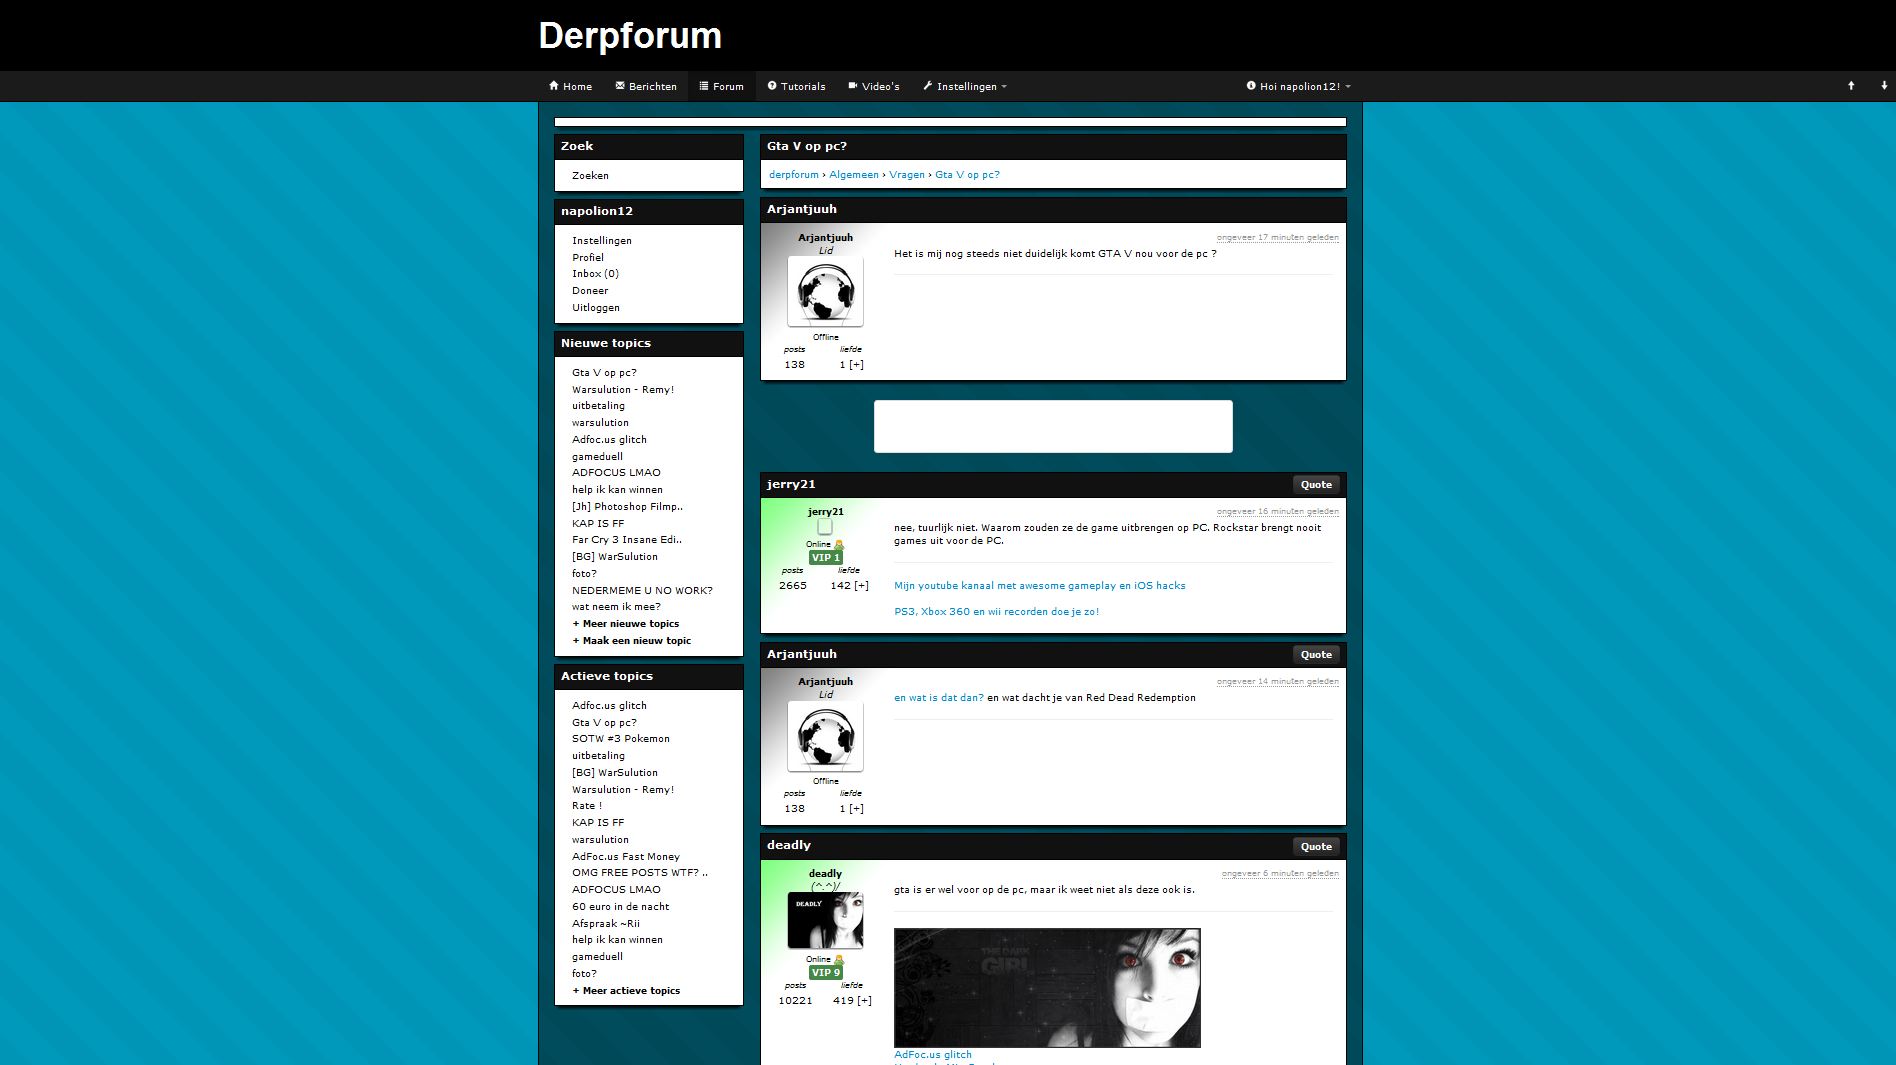 Derpforum
Home Berichten Forum Tutorials Video's Instellingen Hoi napolion12!
Zoek
Zoeken
napolion12
Instellingen
Profiel
Inbox (0)
Doneer
Uitloggen
Nieuwe topics
Gta V op pc?
Warsulution - Remy!
uitbetaling
warsulution
Adfoc.us glitch
gameduell
ADFOCUS LMAO
help ik kan winnen
[Jh] Photoshop Filmp..
KAP IS FF
Far Cry 3 Insane Edi..
[BG] WarSulution
foto?
NEDERMEME U NO WORK?
wat neem ik mee?
+ Meer nieuwe topics
+ Maak een nieuw topic
Actieve topics
Adfoc.us glitch
Gta V op pc?
SOTW #3 Pokemon
uitbetaling
[BG] WarSulution
Warsulution - Remy!
Rate !
KAP IS FF
warsulution
AdFoc.us Fast Money
OMG FREE POSTS WTF? ..
ADFOCUS LMAO
60 euro in de nacht
Afspraak ~Rii
help ik kan winnen
gameduell
foto?
+ Meer actieve topics
Gta V op pc?
derpforum › Algemeen › Vragen › Gta V op pc?
Arjantjuuh
Arjantjuuh
Lid
Offline
posts liefde
138 1 [+]
ongeveer 17 minuten geleden
Het is mij nog steeds niet duidelijk komt GTA V nou voor de pc ?
jerry21 Quote
jerry21
Online
VIP 1
posts liefde
2665 142 [+]
ongeveer 16 minuten geleden
nee, tuurlijk niet. Waarom zouden ze de game uitbrengen op PC. Rockstar brengt nooit
games uit voor de PC.
Mijn youtube kanaal met awesome gameplay en iOS hacks
PS3, Xbox 360 en wii recorden doe je zo!
Arjantjuuh Quote
Arjantjuuh
Lid
Offline
posts liefde
138 1 [+]
ongeveer 14 minuten geleden
en wat is dat dan? en wat dacht je van Red Dead Redemption
deadly Quote
deadly
(^.^)/
DEADLY
Online
VIP 9
posts liefde
10221 419 [+]
ongeveer 6 minuten geleden
gta is er wel voor op de pc, maar ik weet niet als deze ook is.
THE DARK
GIRL
AdFoc.us glitch